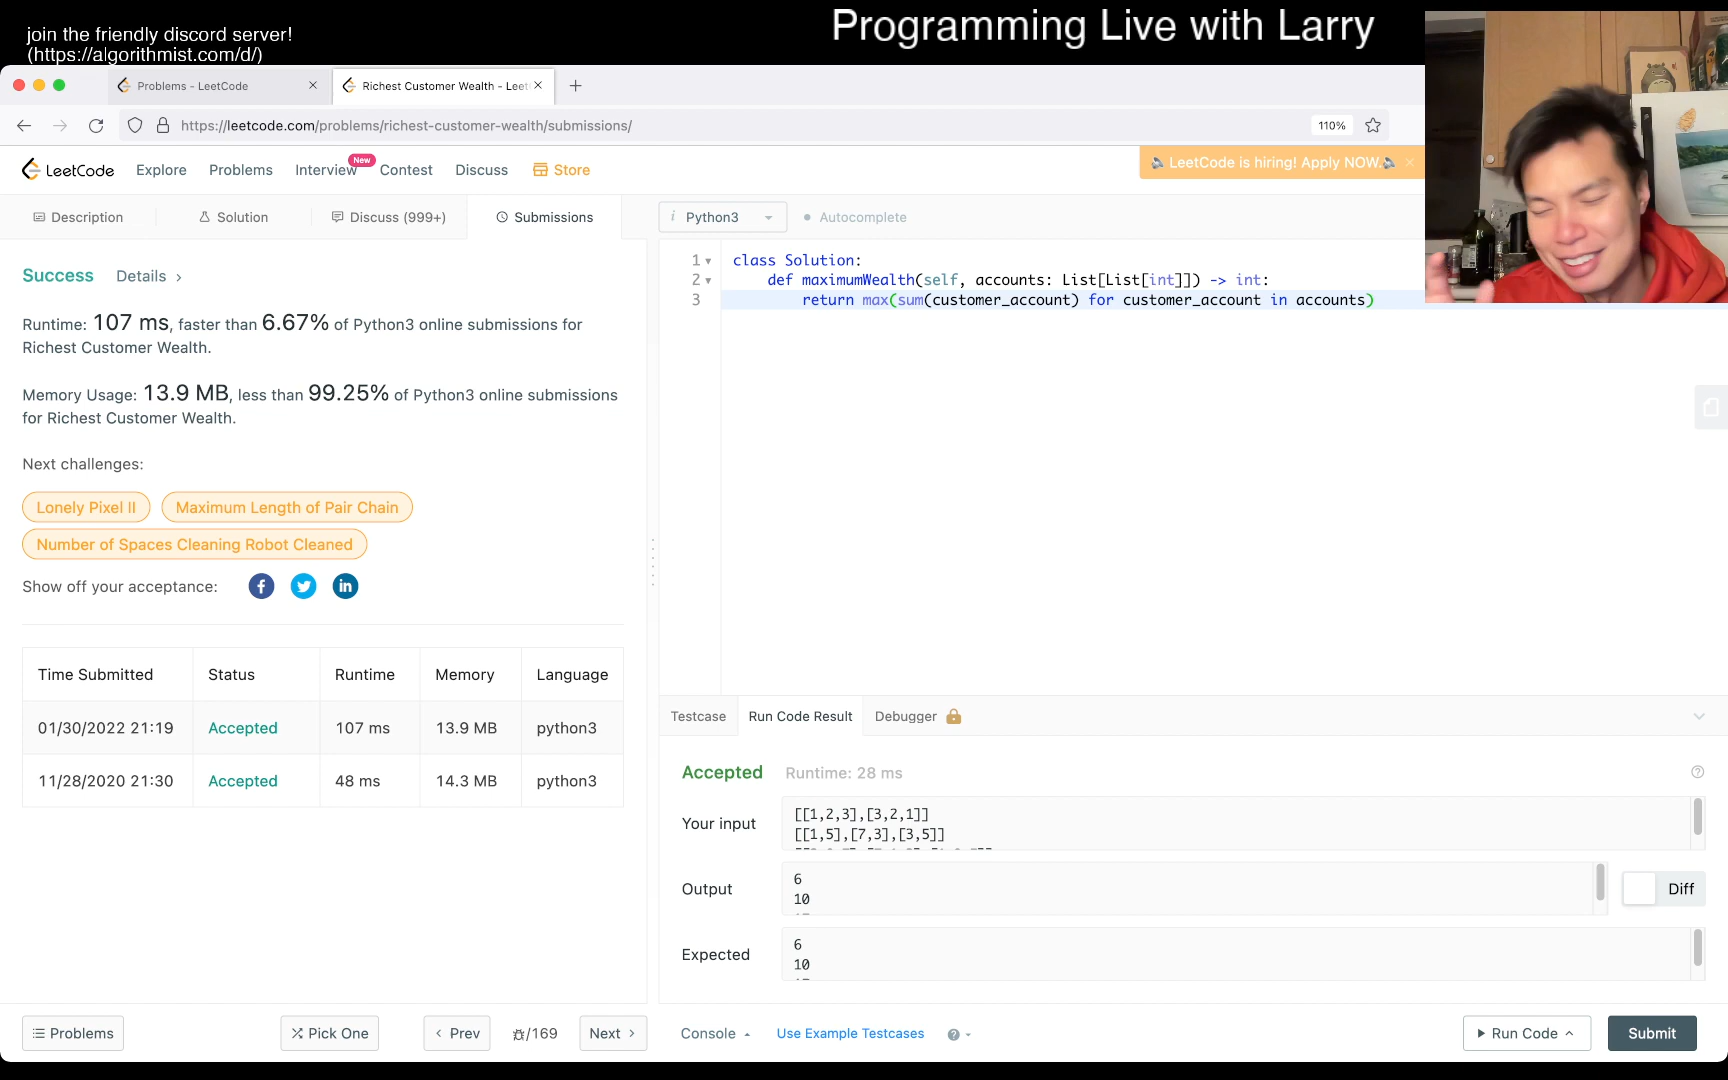 join the friendly discord server!
(https://algorithmist.com/d/)
Programming Live with Larry
Problems - LeetCode
Richest Customer Wealth - Leet
https://leetcode.com/problems/richest-customer-wealth/submissions/
110%
LeetCode
Explore
Problems
Interview
New
Contest
Discuss
Store
LeetCode is hiring! Apply NOW.
Description
Solution
Discuss (999+)
Submissions
i Python3
Autocomplete
Success
Details >
Runtime: 107 ms, faster than 6.67% of Python3 online submissions for
Richest Customer Wealth.
Memory Usage: 13.9 MB, less than 99.25% of Python3 online submissions
for Richest Customer Wealth.
Next challenges:
Lonely Pixel II
Maximum Length of Pair Chain
Number of Spaces Cleaning Robot Cleaned
Show off your acceptance:
Time Submitted Status Runtime Memory Language
01/30/2022 21:19 Accepted 107 ms 13.9 MB python3
11/28/2020 21:30 Accepted 48 ms 14.3 MB python3
1 class Solution:
2 def maximumWealth(self, accounts: List[List[int]]) -> int:
3 return max(sum(customer_account) for customer_account in accounts)
Testcase
Run Code Result
Debugger
Accepted
Runtime: 28 ms
Your input
[[1,2,3],[3,2,1]]
[[1,5],[7,3],[3,5]]
Output
6
10
Diff
Expected
6
10
Problems
Pick One
< Prev
/169
Next >
Console
Use Example Testcases
Run Code
Submit